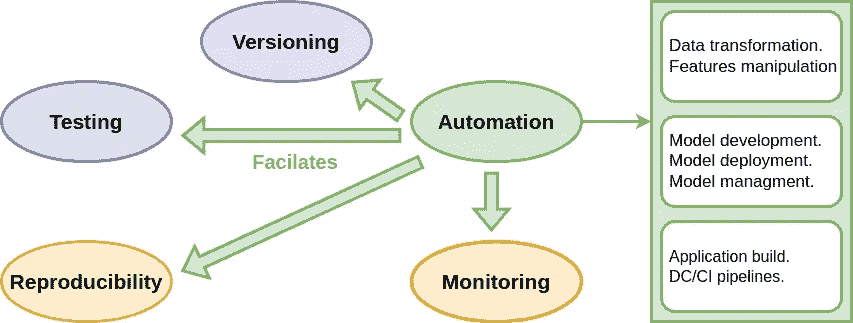 Versioning
Testing
Automation
Facilates
Reproducibility
Monitoring
Data transformation.
Features manipulation
Model development.
Model deployment.
Model managment.
Application build.
DC/CI pipelines.